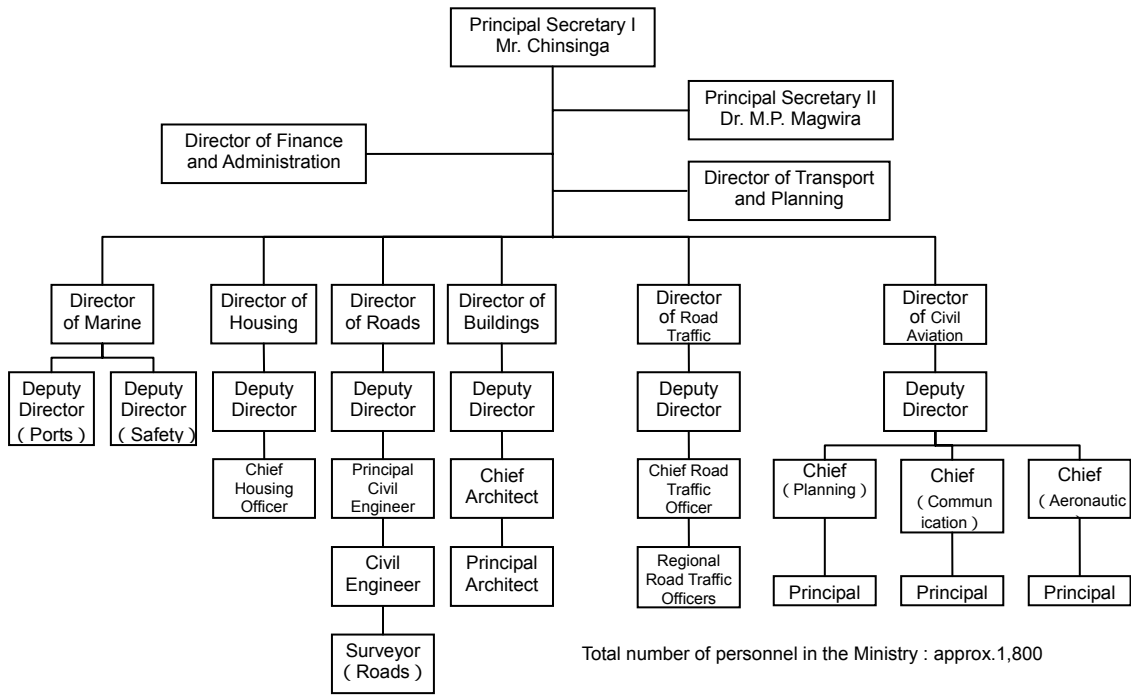 Principal Secretary I
Mr. Chinsinga
Principal Secretary II
Dr. M.P. Magwira
Director of Finance
and Administration
Director of Transport
and Planning
Director
of Marine
Director of
Housing
Director
of Roads
Director of
Buildings
Director
of Road
Traffic
Director
of Civil
Aviation
Deputy
Director
( Ports )
Deputy
Director
( Safety )
Deputy
Director
Deputy
Director
Deputy
Director
Deputy
Director
Deputy
Director
Chief
Housing
Officer
Principal
Civil
Engineer
Chief
Architect
Chief Road
Traffic
Officer
Chief
( Planning )
Chief
( Commun
ication )
Chief
( Aeronautic )
Civil
Engineer
Principal
Architect
Regional
Road Traffic
Officers
Principal
Principal
Principal
Surveyor
( Roads )
Total number of personnel in the Ministry : approx.1,800